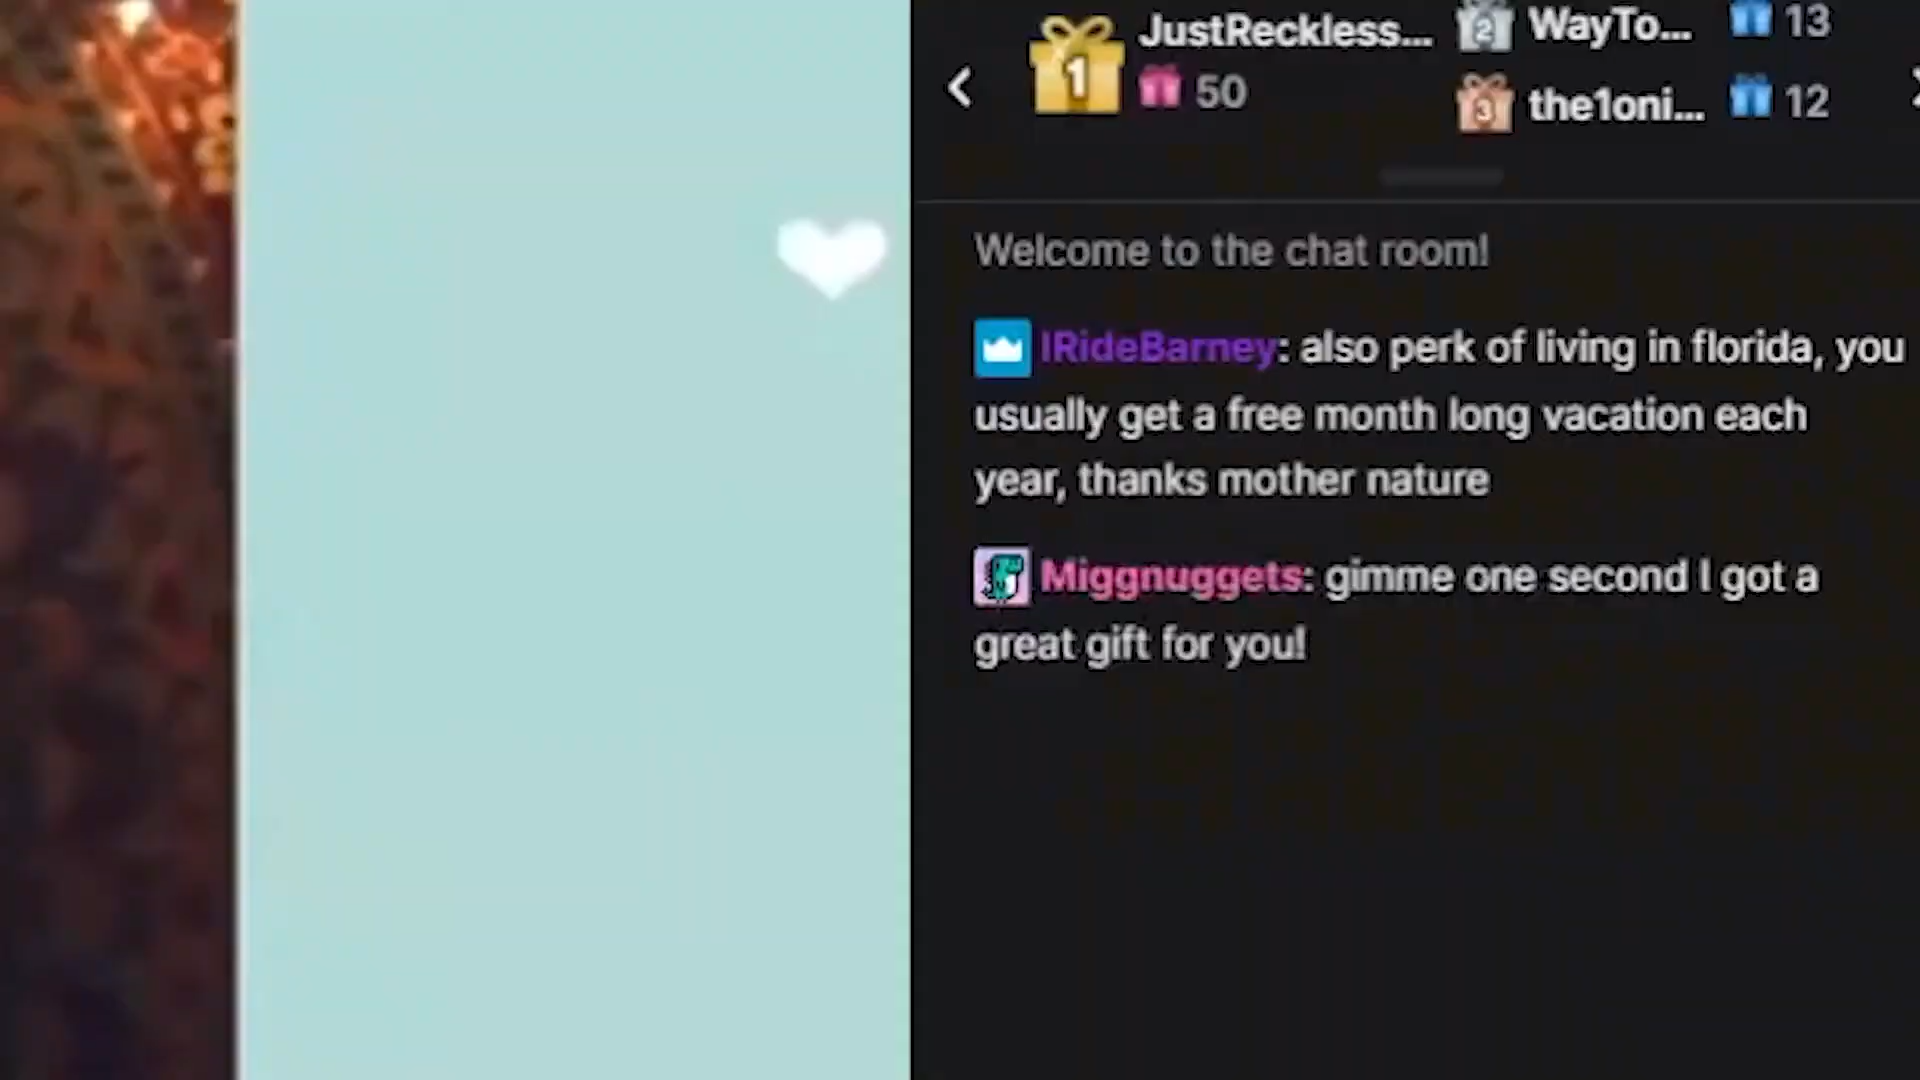 JustReckless...
50
WayTo...
13
the1oni...
12
1
2
3
Welcome to the chat room!
IRideBarney: also perk of living in florida, you
usually get a free month long vacation each
year, thanks mother nature
Miggnuggets: gimme one second I got a
great gift for you!